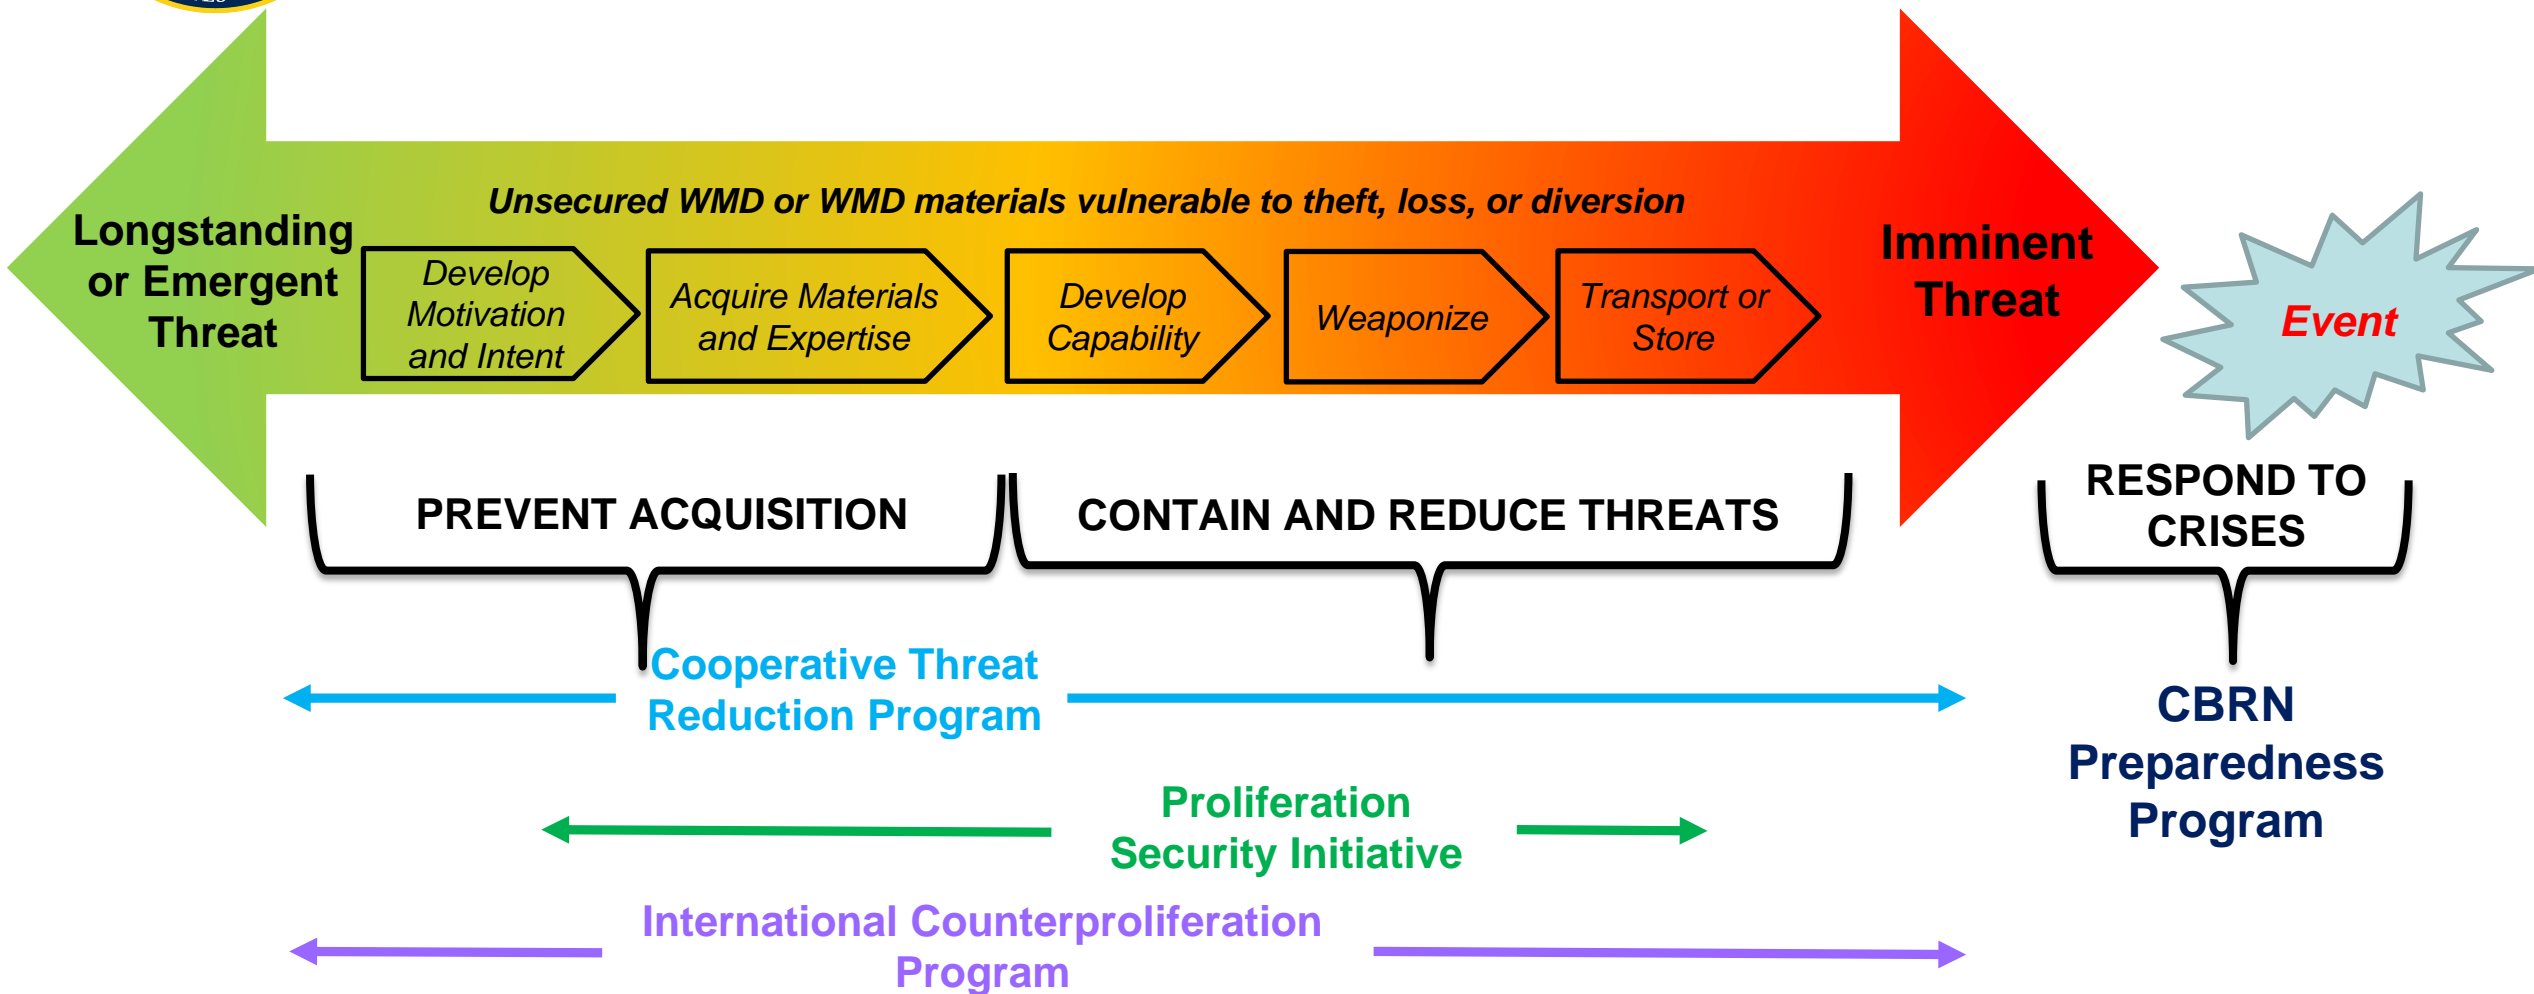 Unsecured WMD or WMD materials vulnerable to theft, loss, or diversion
Longstanding
or Emergent
Threat
Develop
Motivation
and Intent
Acquire Materials
and Expertise
Develop
Capability
Weaponize
Transport or
Store
Imminent
Threat
Event
PREVENT ACQUISITION
CONTAIN AND REDUCE THREATS
RESPOND TO
CRISES
Cooperative Threat
Reduction Program
CBRN
Preparedness
Program
Proliferation
Security Initiative
International Counterproliferation
Program